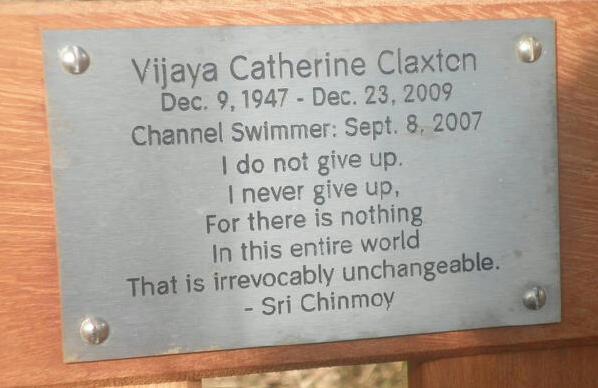 Vijaya Catherine Claxton
Dec. 9, 1947 - Dec. 23, 2009
Channel Swimmer: Sept. 8, 2007
I do not give up.
I never give up,
For there is nothing
In this entire world
That is irrevocably unchangeable.
- Sri Chinmoy